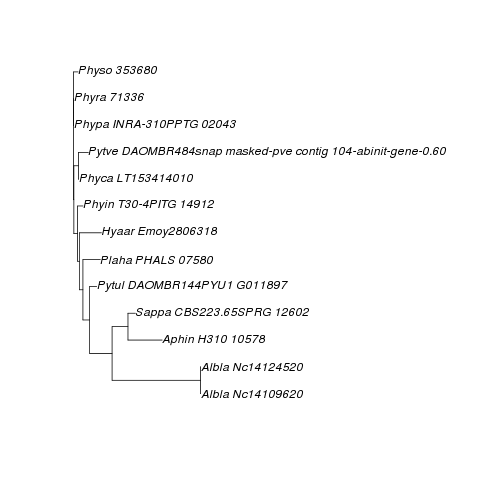 Physo 353680
Phyra 71336
Phypa INRA-310PPTG 02043
Pytve DAOMBR484snap masked-pve contig 104-abinit-gene-0.60
Phyca LT153414010
Phyin T30-4PITG 14912
Hyaar Emoy2806318
Plaha PHALS 07580
Pytul DAOMBR144PYU1 G011897
Sappa CBS223.65SPRG 12602
Aphin H310 10578
Albla Nc14124520
Albla Nc14109620